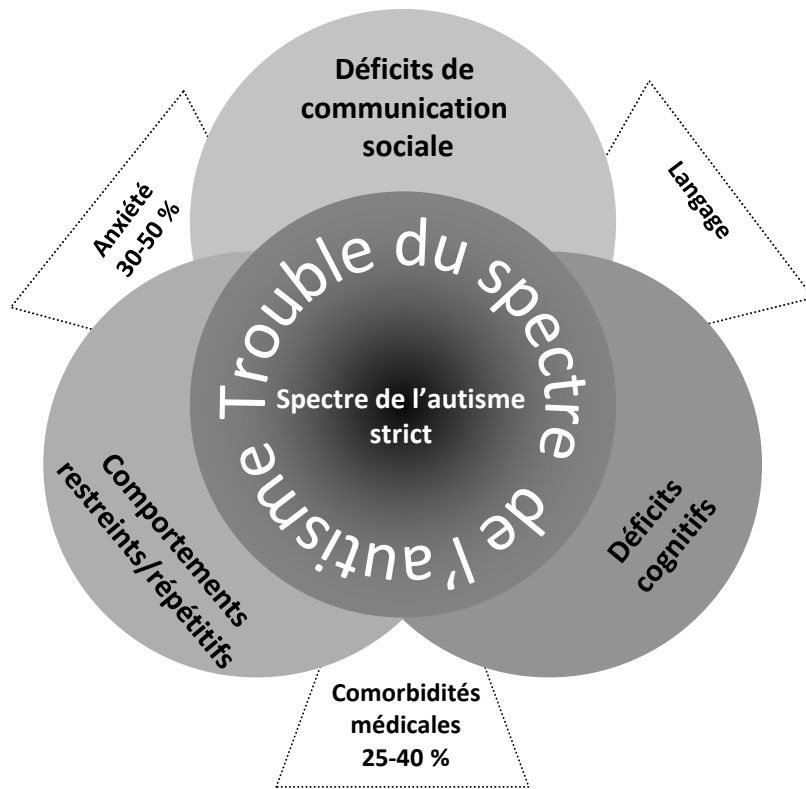 Déficits de
communication
sociale
Anxiété
30-50 %
Langage
Trouble du spectre de l’autisme
Spectre de l’autisme
strict
Comportements
restreints/répétitifs
Déficits
cognitifs
Comorbidités
médicales
25-40 %